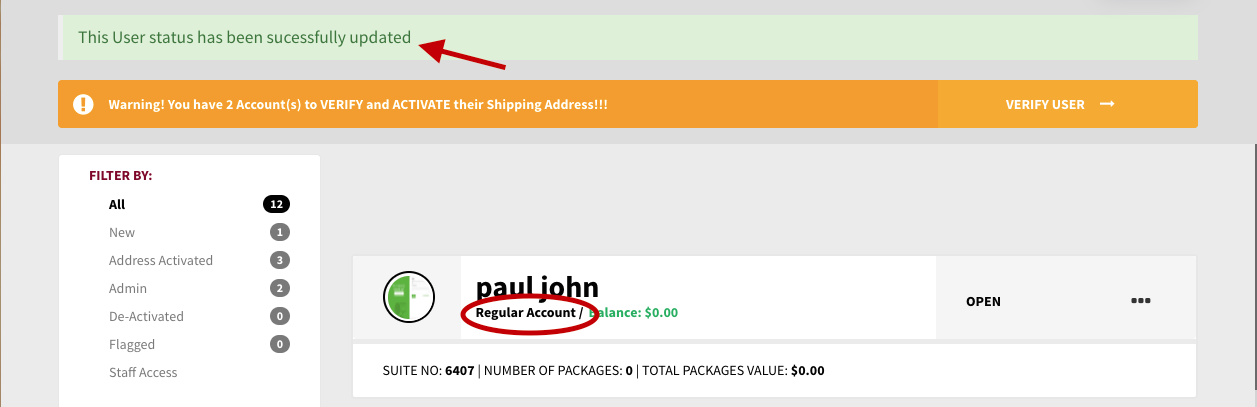 This User status has been sucessfully updated
Warning! You have 2 Account(s) to VERIFY and ACTIVATE their Shipping Address!!!
VERIFY USER
FILTER BY:
All 12
New 1
Address Activated 3
Admin 2
De-Activated 0
Flagged 0
Staff Access
paul john
Regular Account / Balance: $0.00
OPEN
SUITE NO: 6407 | NUMBER OF PACKAGES: 0 | TOTAL PACKAGES VALUE: $0.00